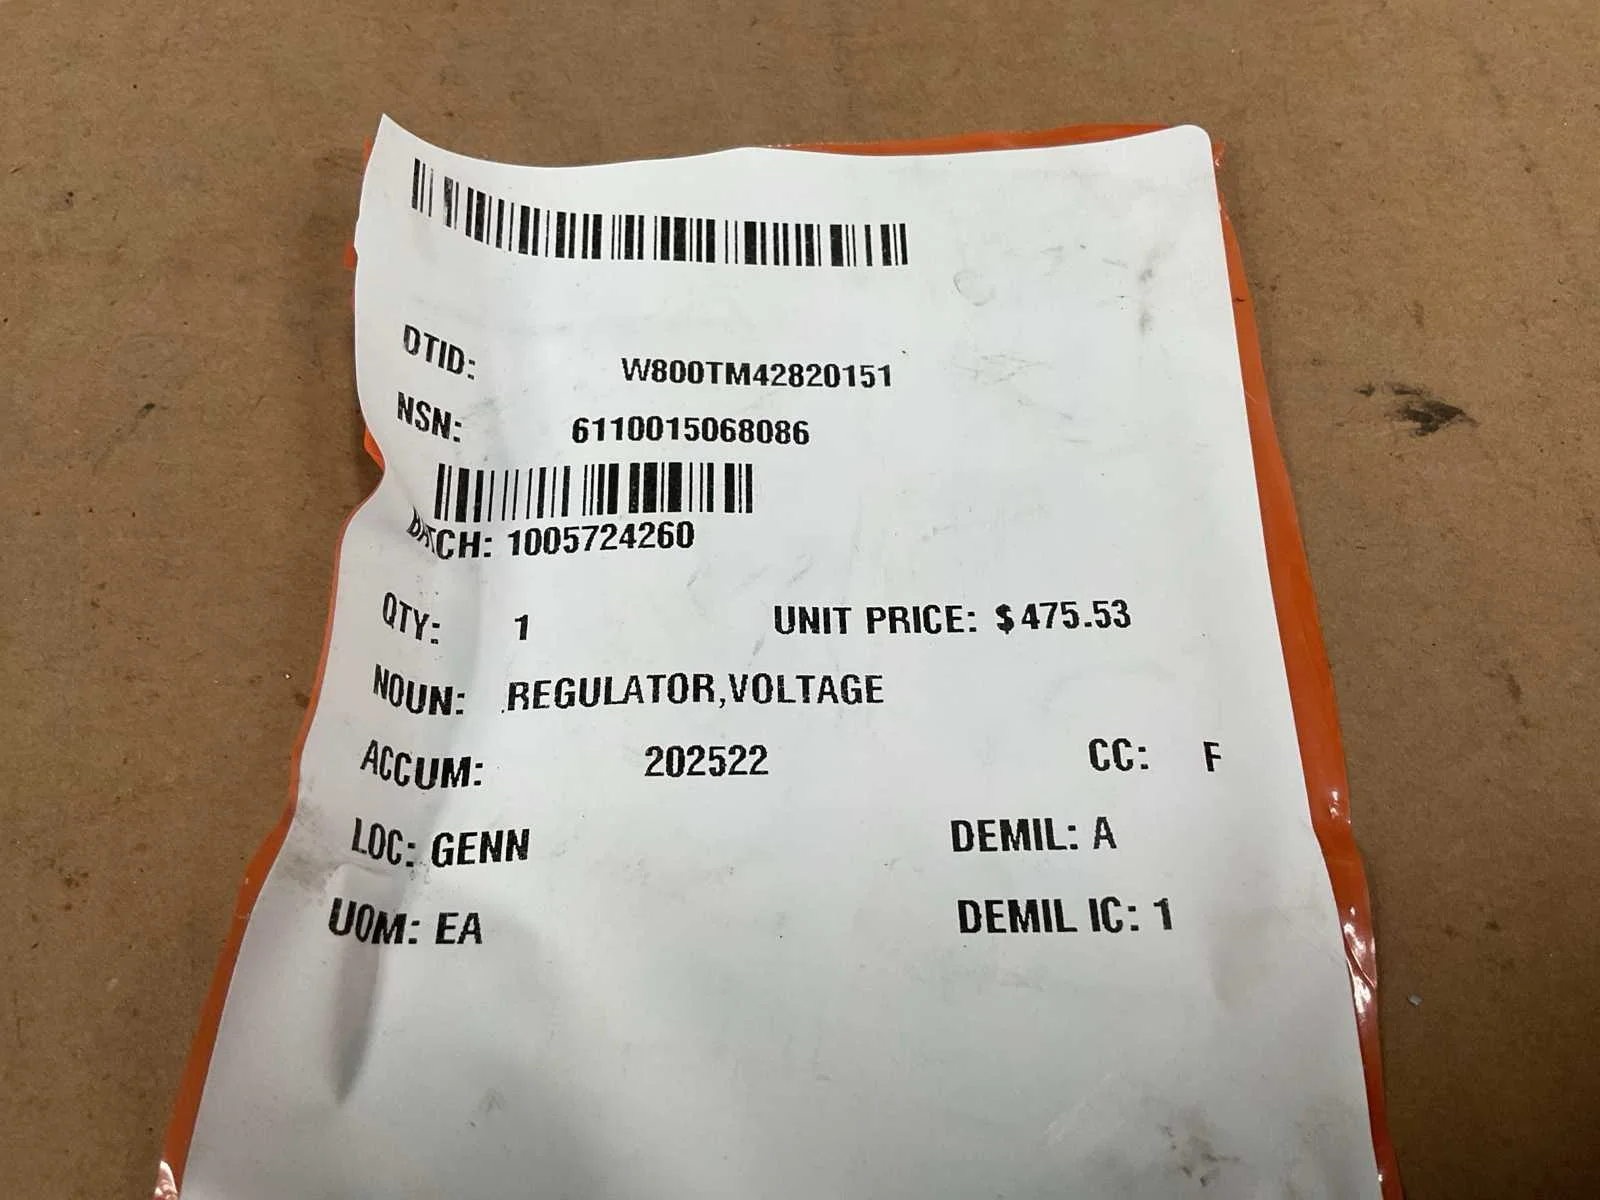 DTID: W800TM42820151
NSN: 6110015068086
BATCH: 1005724260
QTY: 1 UNIT PRICE: $475.53
NOUN: REGULATOR,VOLTAGE
ACCUM: 202522 CC: F
LOC: GENN DEMIL: A
UOM: EA DEMIL IC: 1